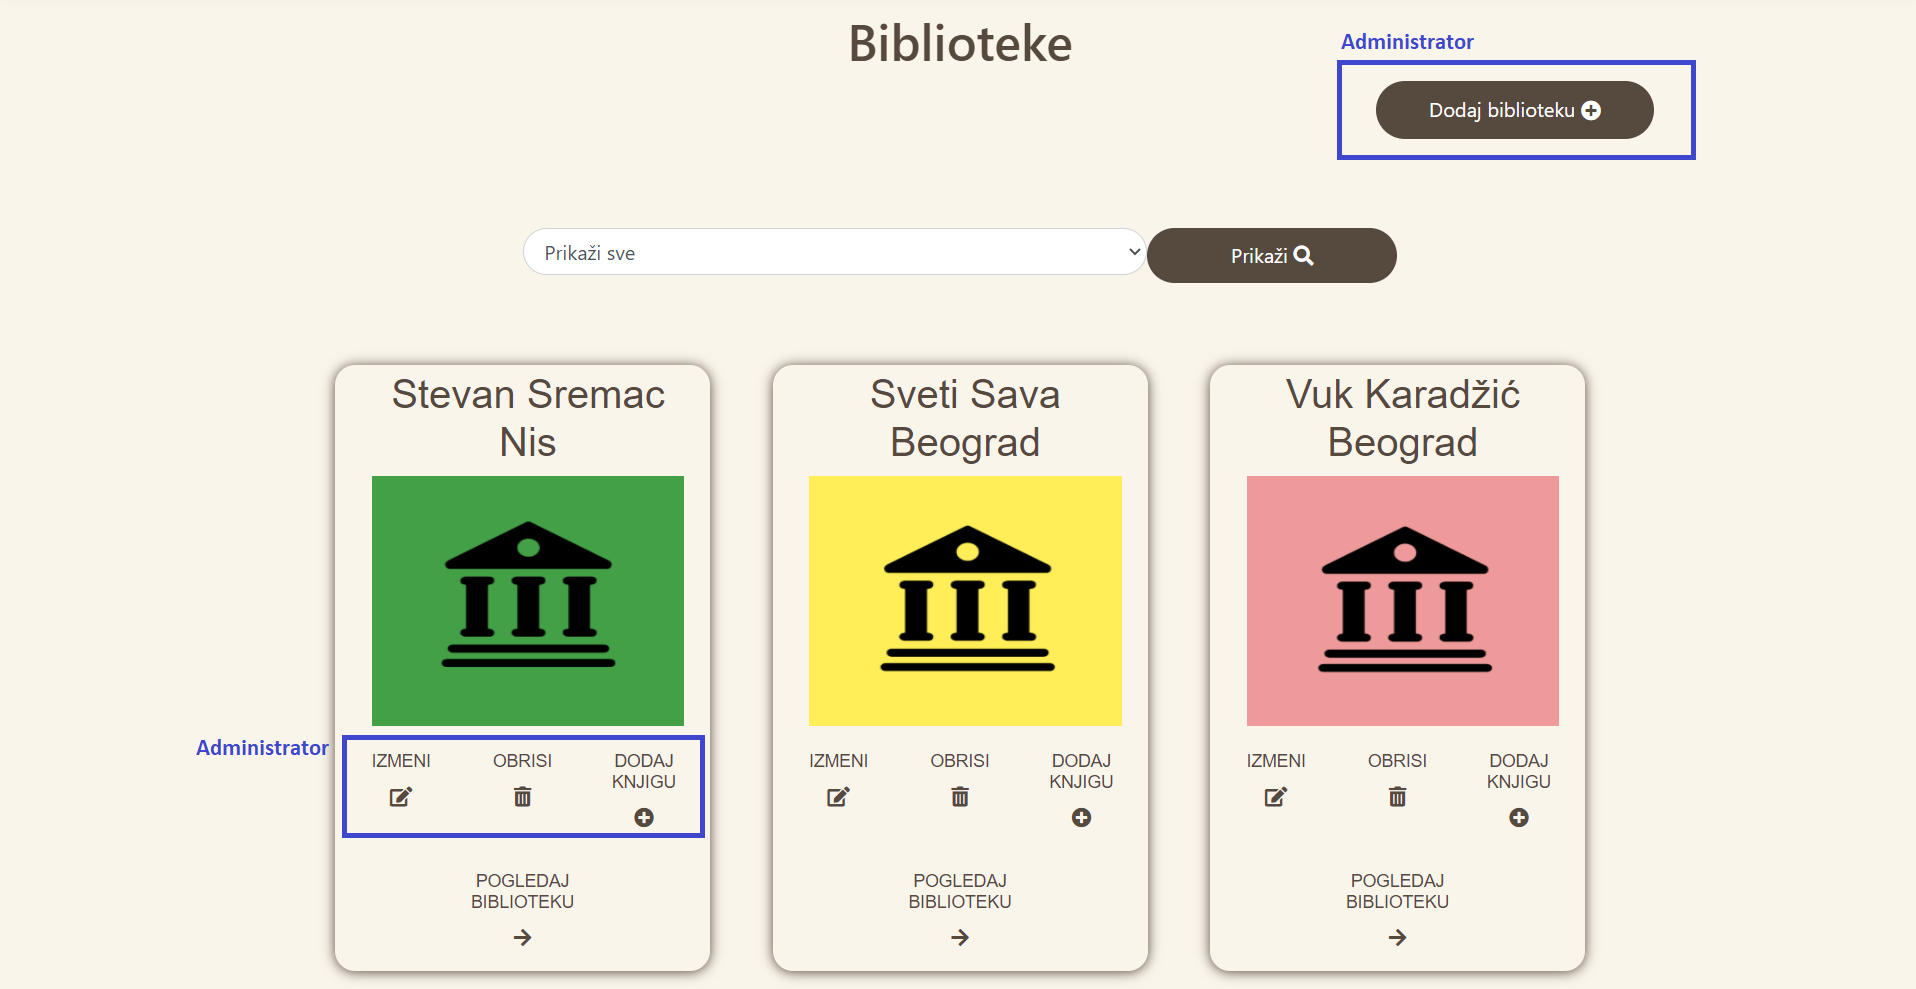 Biblioteke
Administrator
Dodaj biblioteku
Prikaži sve
Prikaži
Stevan Sremac
Nis
Sveti Sava
Beograd
Vuk Karadžić
Beograd
Administrator
IZMENI
OBRISI
DODAJ
KNJIGU
IZMENI
OBRISI
DODAJ
KNJIGU
IZMENI
OBRISI
DODAJ
KNJIGU
POGLEDAJ
BIBLIOTEKU
POGLEDAJ
BIBLIOTEKU
POGLEDAJ
BIBLIOTEKU